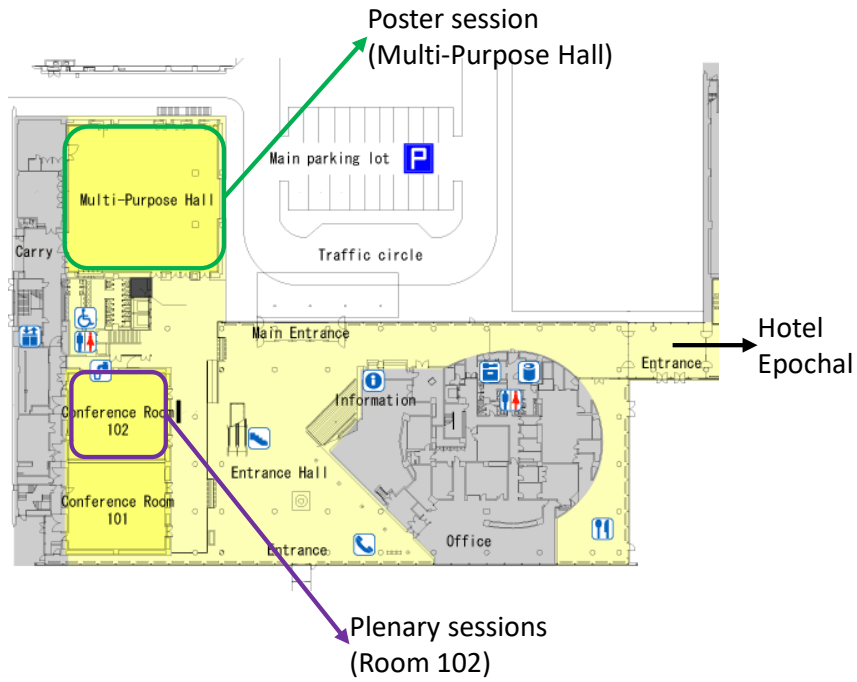 Poster session
(Multi-Purpose Hall)
Main parking lot
P
Multi-Purpose Hall
Carry
Traffic circle
Main Entrance
Hotel
Epochal
Entrance
Information
Conference Room
102
Entrance Hall
Conference Room
101
Office
Entrance
Plenary sessions
(Room 102)